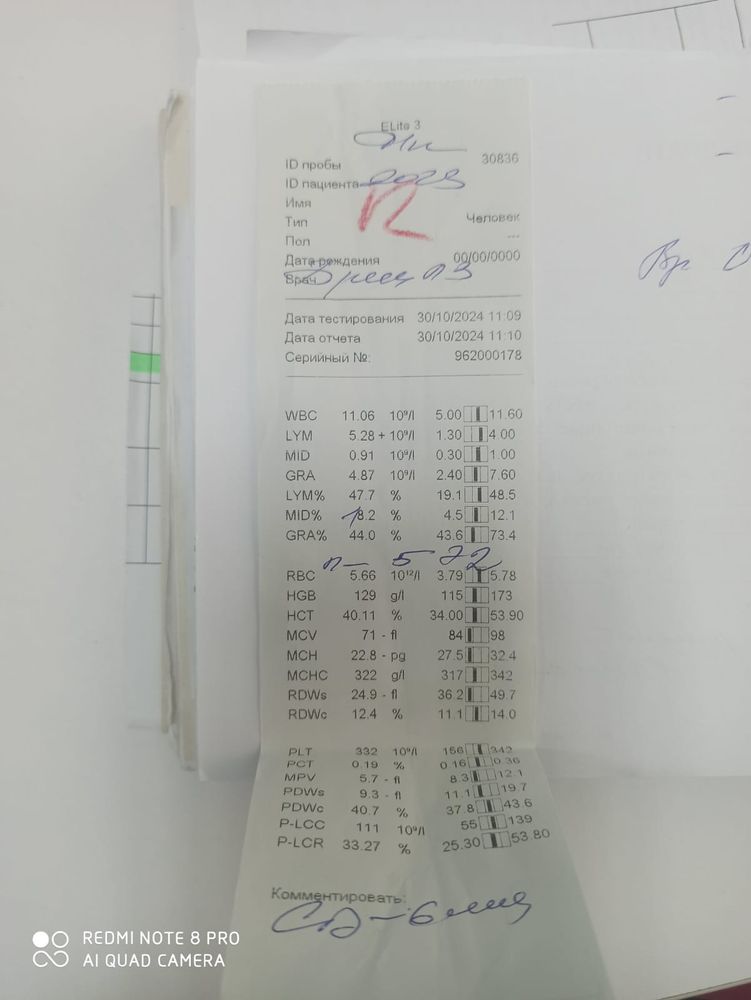 ELite 3
ID пробы 30836
ID пациента 2023
Имя
Тип Человек
Пол ---
Дата рождения 00/00/0000
Врач
Дата тестирования 30/10/2024 11:09
Дата отчета 30/10/2024 11:10
Серийный №: 962000178
WBC 11.06 10⁹/l 5.00 11.60
LYM 5.28 + 10⁹/l 1.30 4.00
MID 0.91 10⁹/l 0.30 1.00
GRA 4.87 10⁹/l 2.40 7.60
LYM% 47.7 % 19.1 48.5
MID% 8.2 % 4.5 12.1
GRA% 44.0 % 43.6 73.4
п— 5
RBC 5.66 10¹²/l 3.79 5.78
HGB 129 g/l 115 173
HCT 40.11 % 34.00 53.90
MCV 71 - fl 84 98
MCH 22.8 - pg 27.5 32.4
MCHC 322 g/l 317 342
RDWs 24.9 - fl 36.2 49.7
RDWc 12.4 % 11.1 14.0
PLT 332 10⁹/l 156 342
PCT 0.19 % 0.16 0.36
MPV 5.7 - fl 8.3 12.1
PDWs 9.3 - fl 11.1 19.7
PDWc 40.7 % 37.8 43.6
P-LCC 111 10⁹/l 55 139
P-LCR 33.27 % 25.30 53.80
Комментировать:
REDMI NOTE 8 PRO
AI QUAD CAMERA